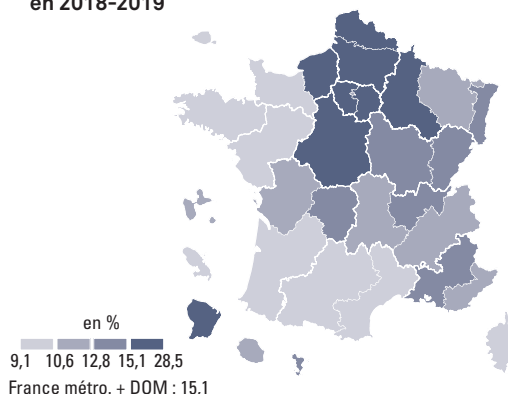 en 2018-2019
en %
9,1 10,6 12,8 15,1 28,5
France métro. + DOM : 15,1